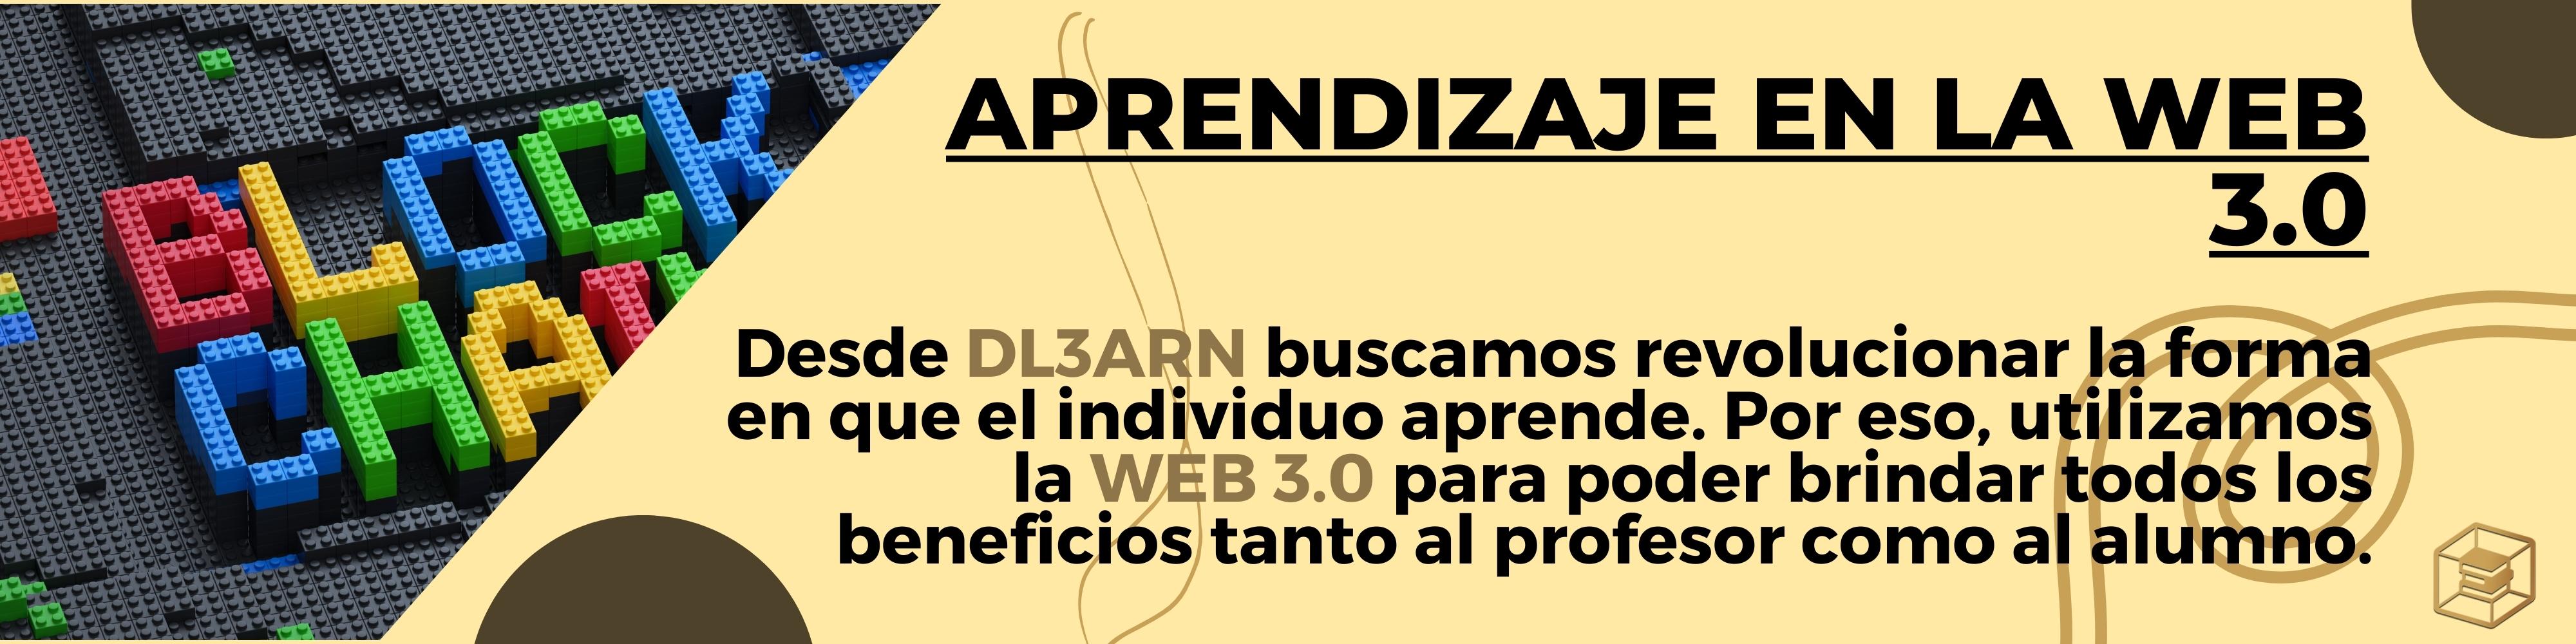 BLOCK
CHA
APRENDIZAJE EN LA WEB
3.0
Desde DL3ARN buscamos revolucionar la forma
en que el individuo aprende. Por eso, utilizamos
la WEB 3.0 para poder brindar todos los
beneficios tanto al profesor como al alumno.